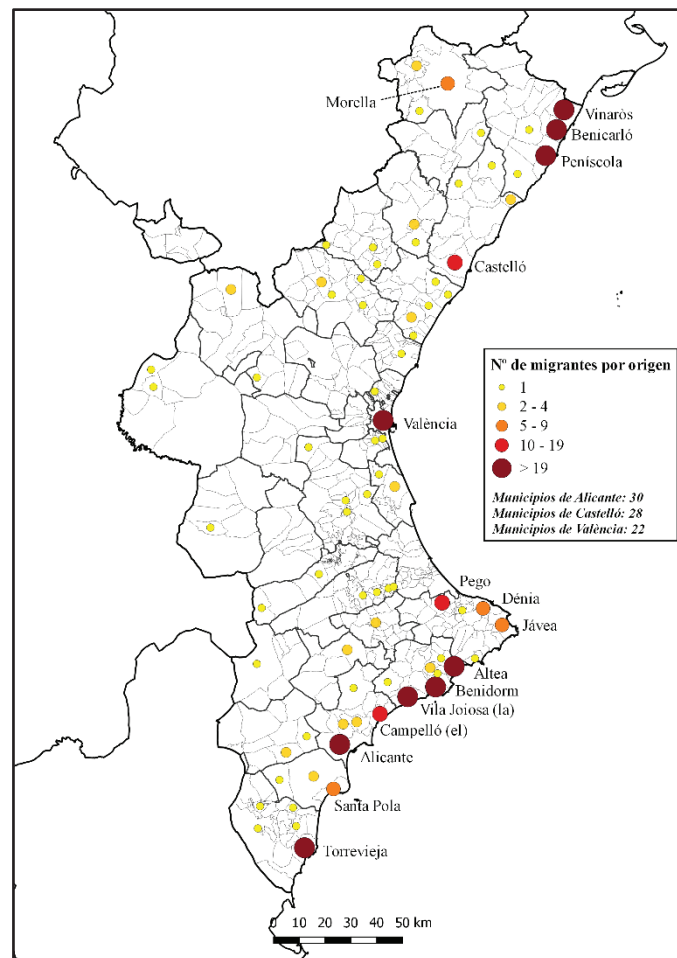 Morella
Vinaròs
Benicarló
Peníscola
Castelló
Nº de migrantes por origen
1
2 - 4
5 - 9
10 - 19
> 19
Municipios de Alicante: 30
Municipios de Castelló: 28
Municipios de València: 22
València
Pego
Dénia
Jávea
Altea
Benidorm
Vila Joiosa (la)
Campelló (el)
Alicante
Santa Pola
Torrevieja
0 10 20 30 40 50 km